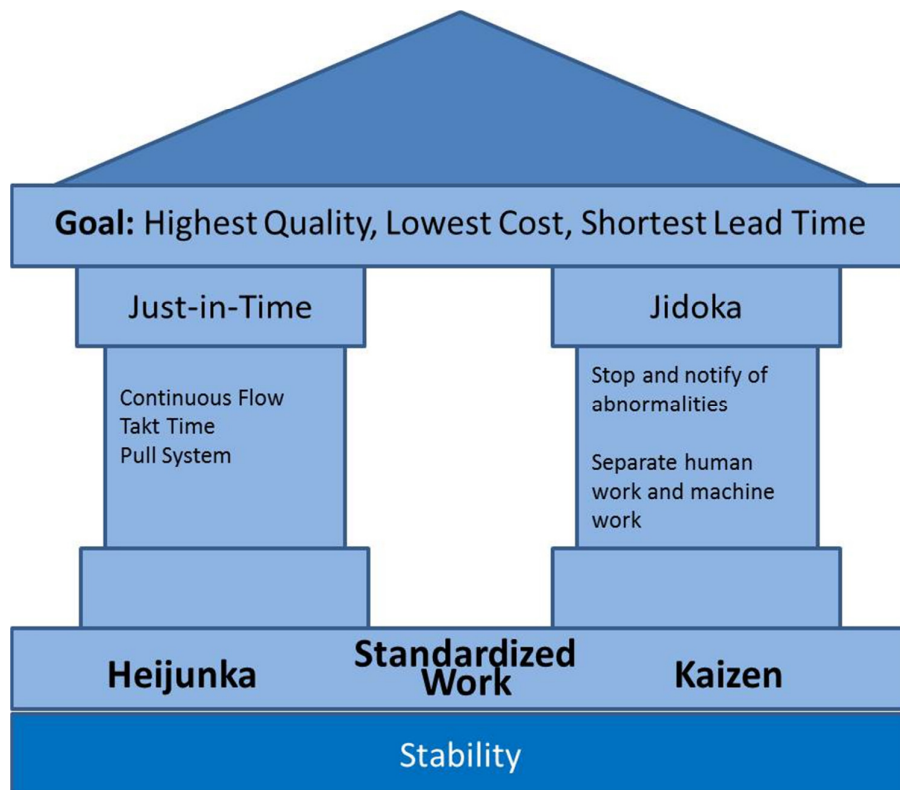 Goal: Highest Quality, Lowest Cost, Shortest Lead Time
Just-in-Time
Continuous Flow
Takt Time
Pull System
Jidoka
Stop and notify of
abnormalities
Separate human
work and machine
work
Heijunka
Standardized
Work
Kaizen
Stability